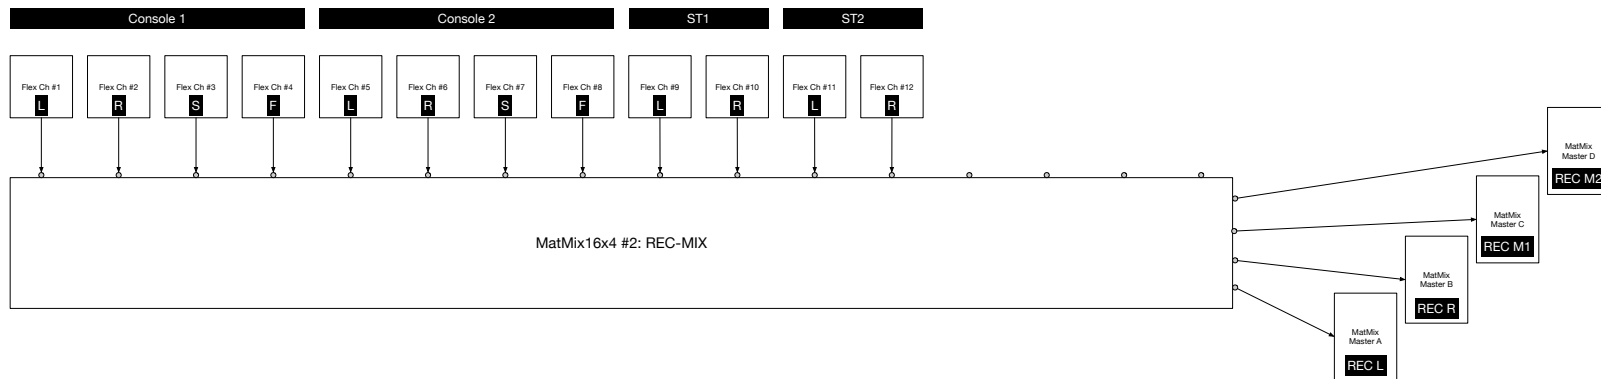 Console 1
Console 2
ST1
ST2
Flex Ch #1
L
Flex Ch #2
R
Flex Ch #3
S
Flex Ch #4
F
Flex Ch #5
L
Flex Ch #6
R
Flex Ch #7
S
Flex Ch #8
F
Flex Ch #9
L
Flex Ch #10
R
Flex Ch #11
L
Flex Ch #12
R
MatMix16x4 #2: REC-MIX
MatMix
Master D
REC M2
MatMix
Master C
REC M1
MatMix
Master B
REC R
MatMix
Master A
REC L